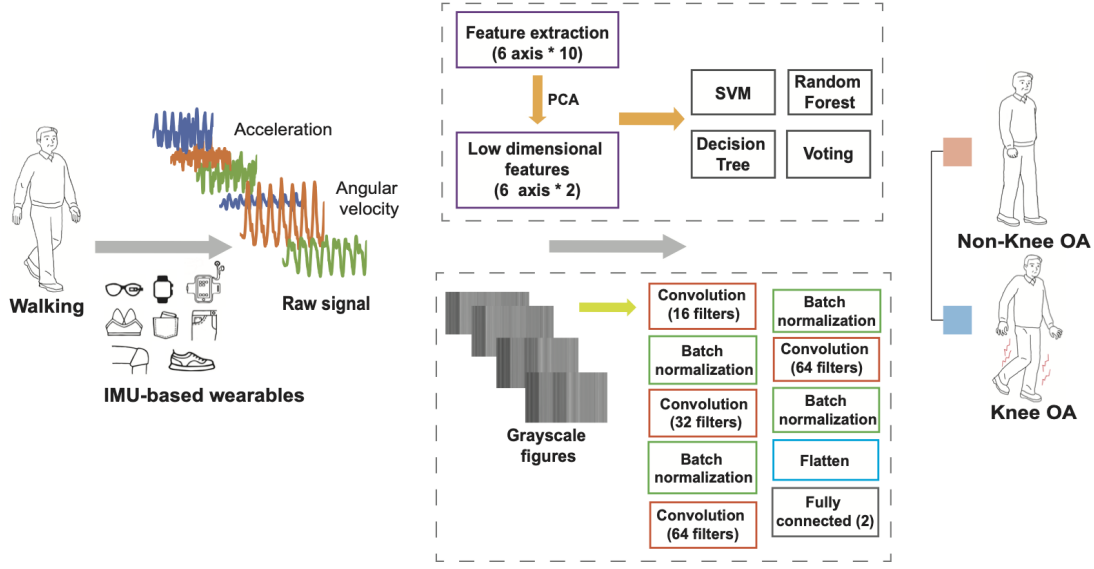 Walking
Acceleration
Angular
velocity
Raw signal
IMU-based wearables
Feature extraction
(6 axis * 10)
PCA
Low dimensional
features
(6 axis * 2)
SVM
Random
Forest
Decision
Tree
Voting
Grayscale
figures
Convolution
(16 filters)
Batch
normalization
Convolution
(32 filters)
Batch
normalization
Convolution
(64 filters)
Batch
normalization
Convolution
(64 filters)
Batch
normalization
Flatten
Fully
connected (2)
Non-Knee OA
Knee OA